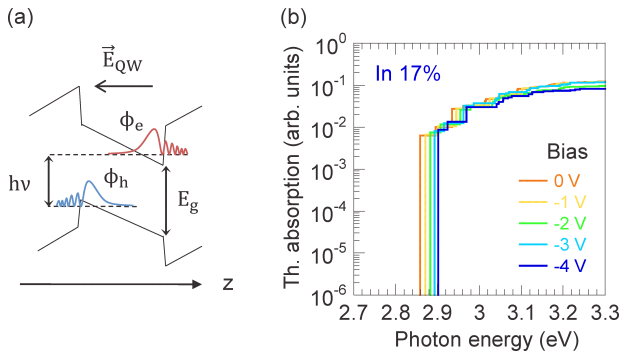 (a)
E⃗QW
ϕe
hν
ϕh
Eg
z
(b)
Th. absorption (arb. units)
10^0
10^-1
10^-2
10^-3
10^-4
10^-5
10^-6
In 17%
Bias
0 V
-1 V
-2 V
-3 V
-4 V
2.7 2.8 2.9 3 3.1 3.2 3.3
Photon energy (eV)